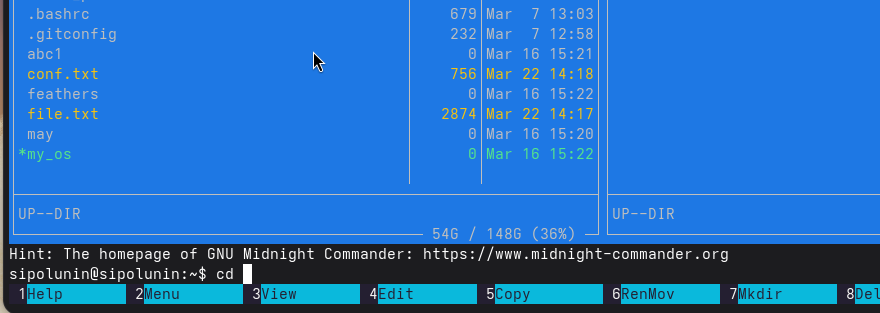 .bashrc 679 Mar 7 13:03
.gitconfig 232 Mar 7 12:58
abc1 0 Mar 16 15:21
conf.txt 756 Mar 22 14:18
feathers 0 Mar 16 15:22
file.txt 2874 Mar 22 14:17
may 0 Mar 16 15:20
*my_os 0 Mar 16 15:22
UP--DIR UP--DIR
54G / 148G (36%)
Hint: The homepage of GNU Midnight Commander: https://www.midnight-commander.org
sipolunin@sipolunin:~$ cd
1Help 2Menu 3View 4Edit 5Copy 6RenMov 7Mkdir 8Del